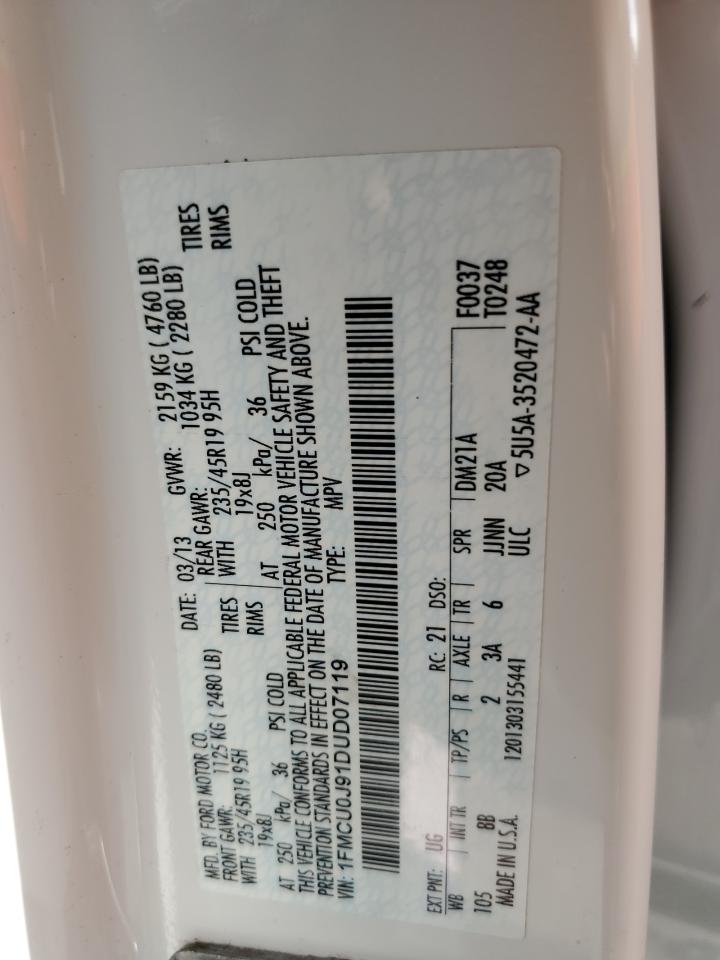 MFD. BY FORD MOTOR CO.
DATE: 03/13 GVWR: 2159 KG ( 4760 LB)
FRONT GAWR: 1125 KG ( 2480 LB) REAR GAWR: 1034 KG ( 2280 LB)
WITH 235/45R19 95H TIRES WITH 235/45R19 95H TIRES
19x8J RIMS 19x8J RIMS
AT 250 kPa/ 36 PSI COLD AT 250 kPa/ 36 PSI COLD
THIS VEHICLE CONFORMS TO ALL APPLICABLE FEDERAL MOTOR VEHICLE SAFETY AND THEFT
PREVENTION STANDARDS IN EFFECT ON THE DATE OF MANUFACTURE SHOWN ABOVE.
VIN: 1FMCU0J91DUD07119 TYPE: MPV
EXT PNT: UG RC: 21 DSO: F0037
WB INT TR TP/PS R AXLE TR SPR DM21A T0248
105 8B 2 3A 6 JJNN 20A
MADE IN U.S.A. 1201303155441 ULC ▽5U5A-3520472-AA